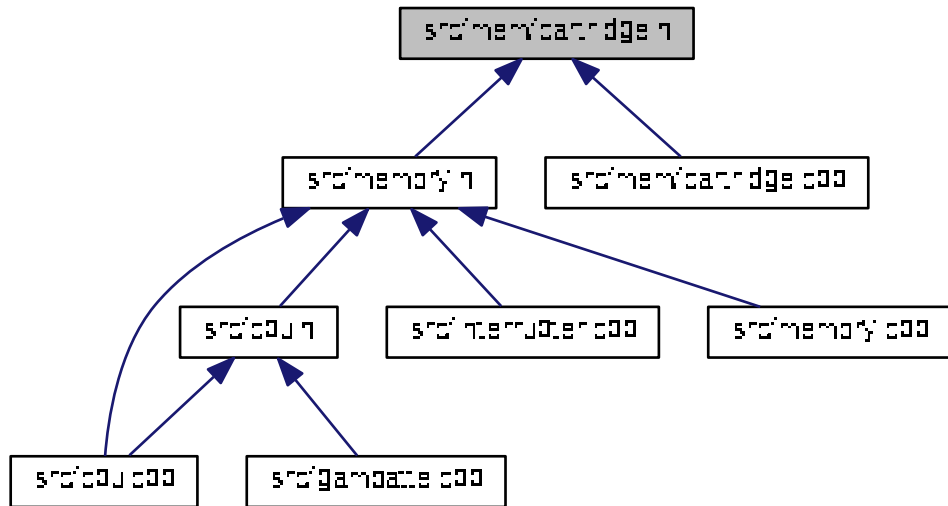 src/mem/cartridge.h
src/memory.h
src/mem/cartridge.cpp
src/cpu.h
src/interrupter.cpp
src/memory.cpp
src/cpu.cpp
src/gambatte.cpp